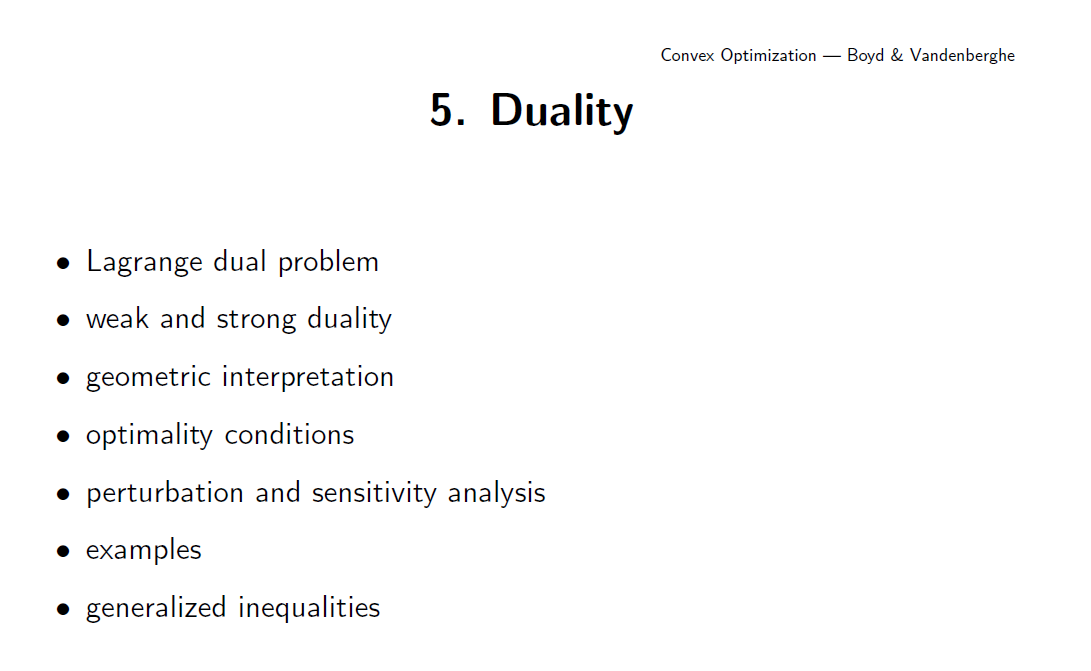 Convex Optimization — Boyd & Vandenberghe
5. Duality
• Lagrange dual problem
• weak and strong duality
• geometric interpretation
• optimality conditions
• perturbation and sensitivity analysis
• examples
• generalized inequalities